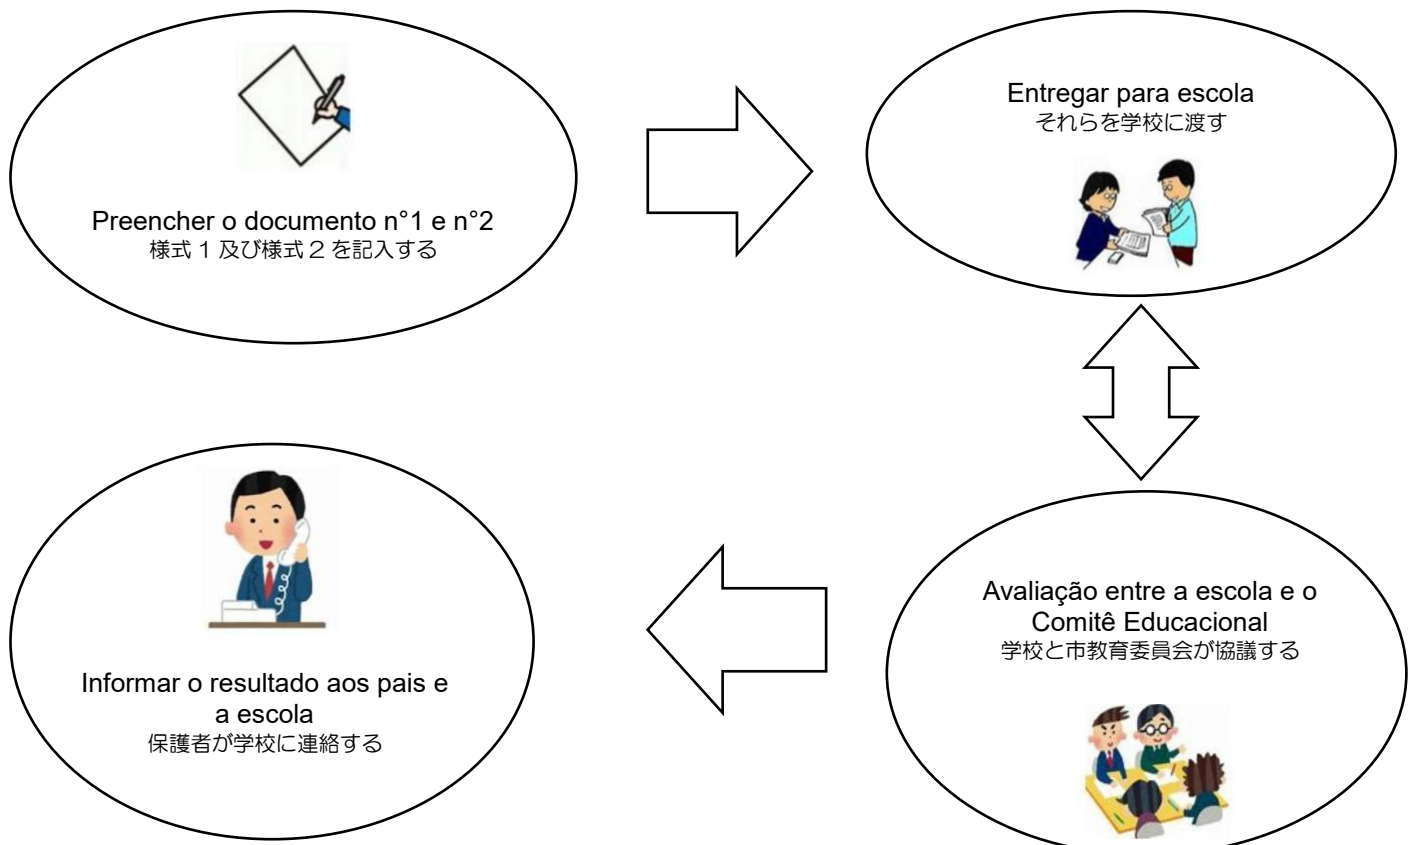 Preencher o documento n°1 e n°2
様式1及び様式2を記入する
Entregar para escola
それらを学校に渡す
Avaliação entre a escola e o
Comitê Educacional
学校と市教育委員会が協議する
Informar o resultado aos pais e
a escola
保護者が学校に連絡する